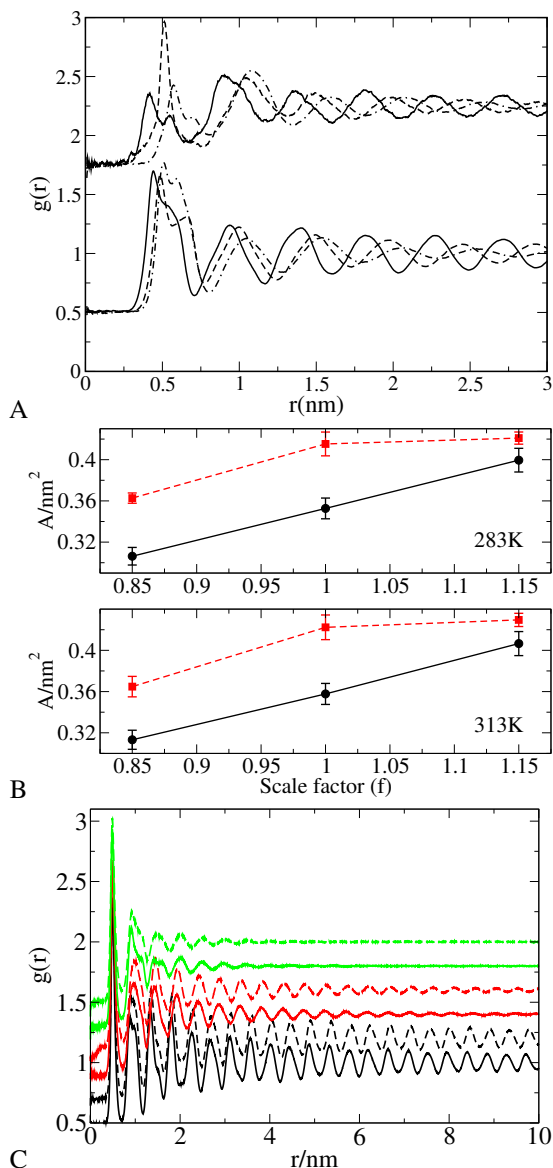 3
2.5
2
1.5
1
0.5
0
g(r)
0 0.5 1 1.5 2 2.5 3
r(nm)
A
0.4
0.36
0.32
A/nm²
283K
0.85 0.9 0.95 1 1.05 1.1 1.15
0.4
0.36
0.32
A/nm²
313K
0.85 0.9 0.95 1 1.05 1.1 1.15
Scale factor (f)
B
3
2.5
2
1.5
1
0.5
g(r)
0 2 4 6 8 10
r/nm
C